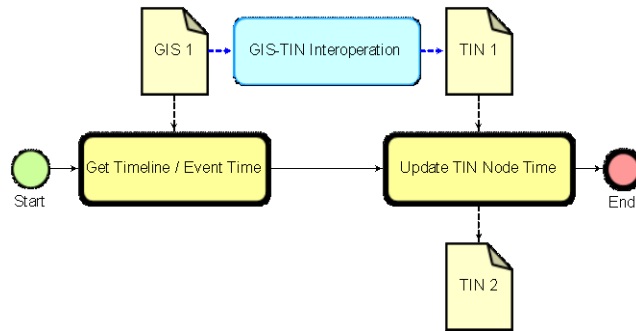 GIS 1
GIS-TIN Interoperation
TIN 1
Get Timeline / Event Time
Update TIN Node Time
Start
End
TIN 2